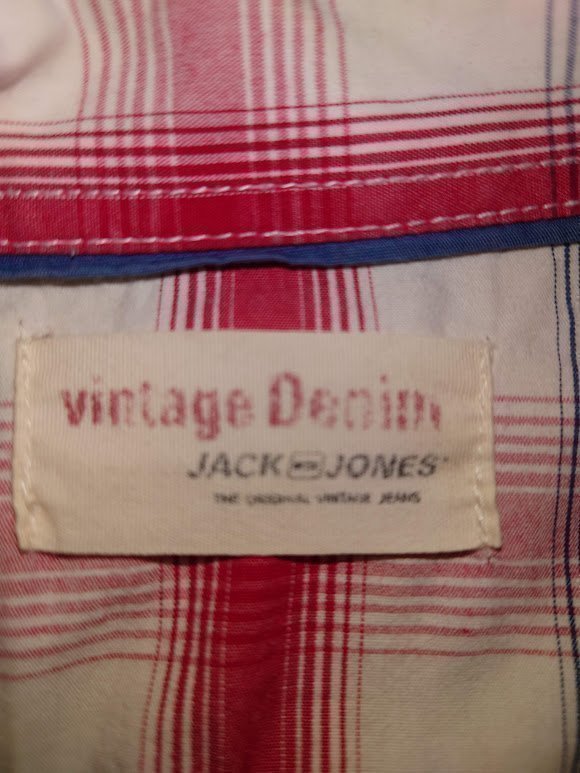 vintage Denim
JACK JONES
THE ORIGINAL VINTAGE JEANS